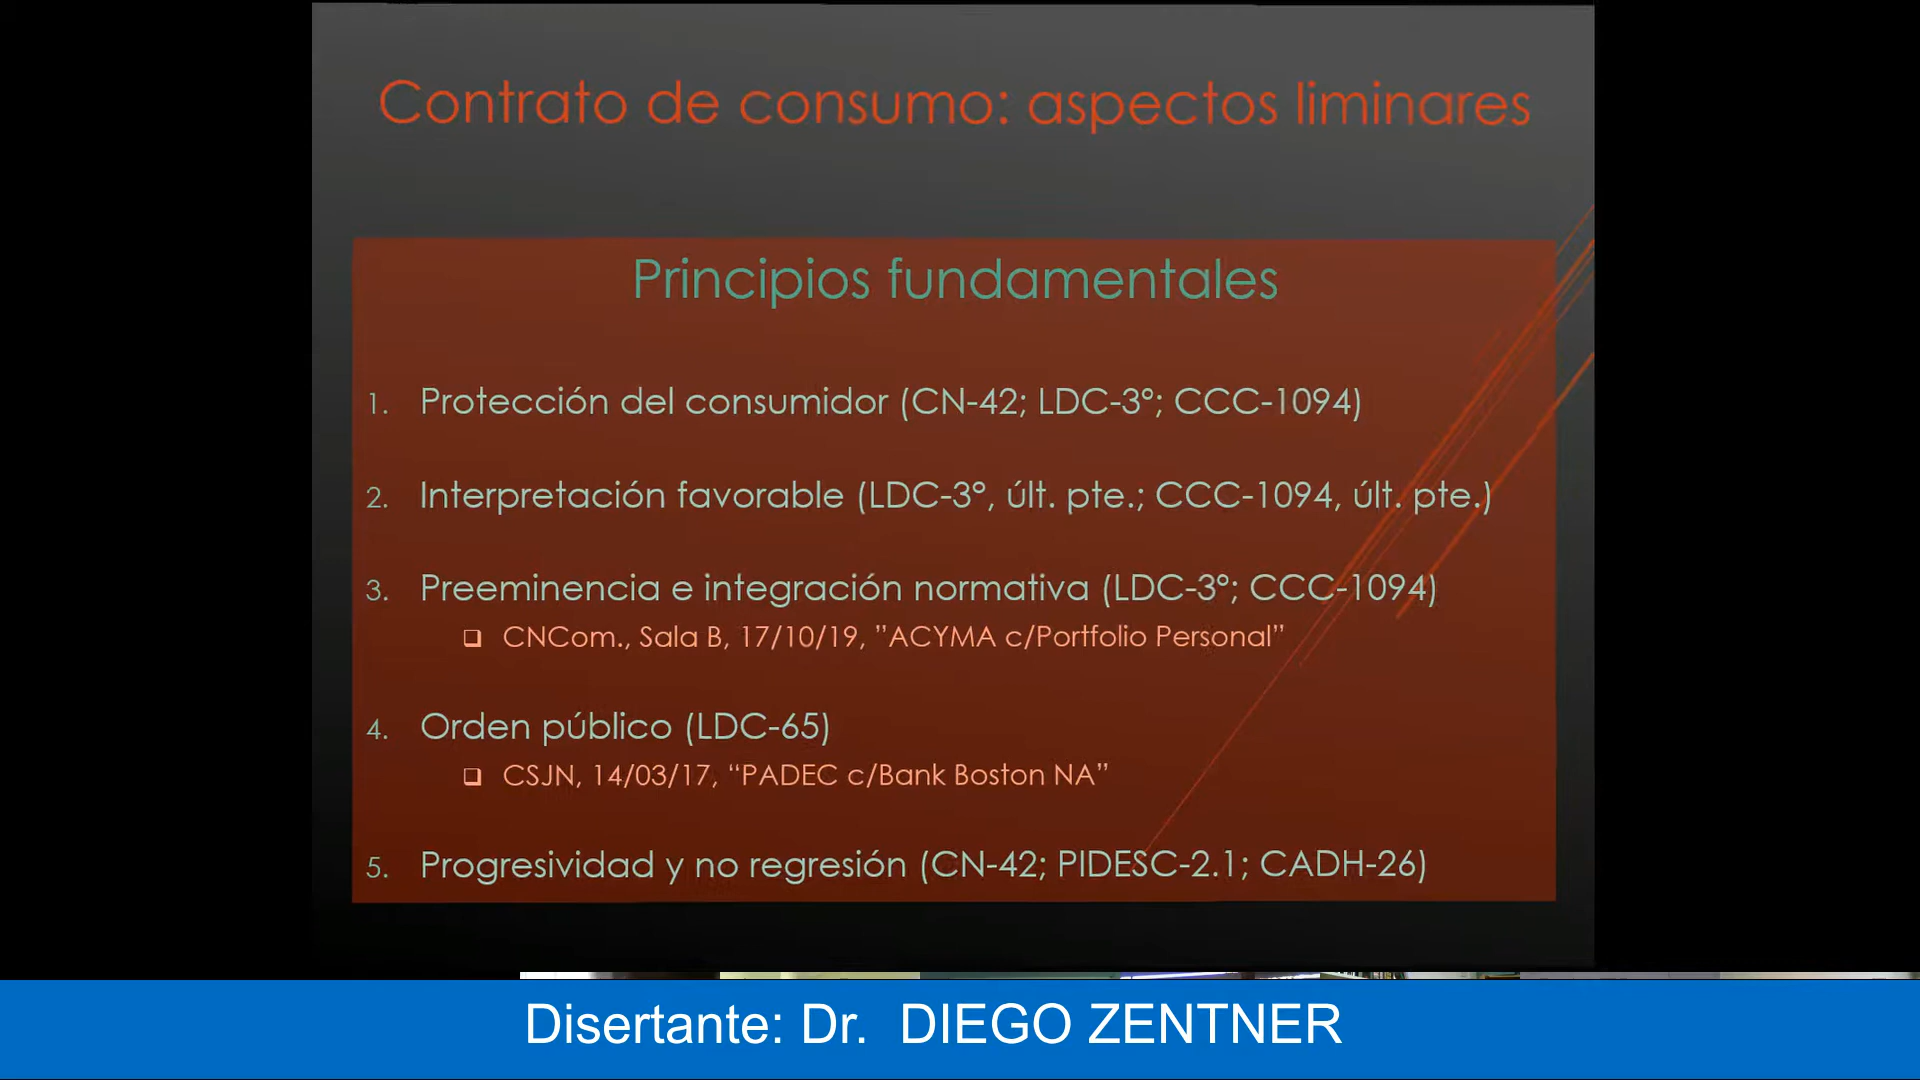 Contrato de consumo: aspectos liminares
Principios fundamentales
1. Protección del consumidor (CN-42; LDC-3°; CCC-1094)
2. Interpretación favorable (LDC-3°, últ. pte.; CCC-1094, últ. pte.)
3. Preeminencia e integración normativa (LDC-3°; CCC-1094)
❑ CNCom., Sala B, 17/10/19, ”ACYMA c/Portfolio Personal”
4. Orden público (LDC-65)
❑ CSJN, 14/03/17, “PADEC c/Bank Boston NA”
5. Progresividad y no regresión (CN-42; PIDESC-2.1; CADH-26)
Disertante: Dr. DIEGO ZENTNER